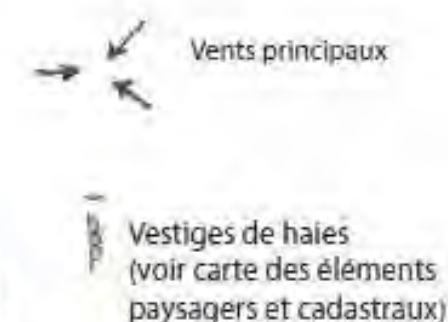 Vents principaux
Vestiges de haies
(voir carte des éléments
paysagers et cadastraux)